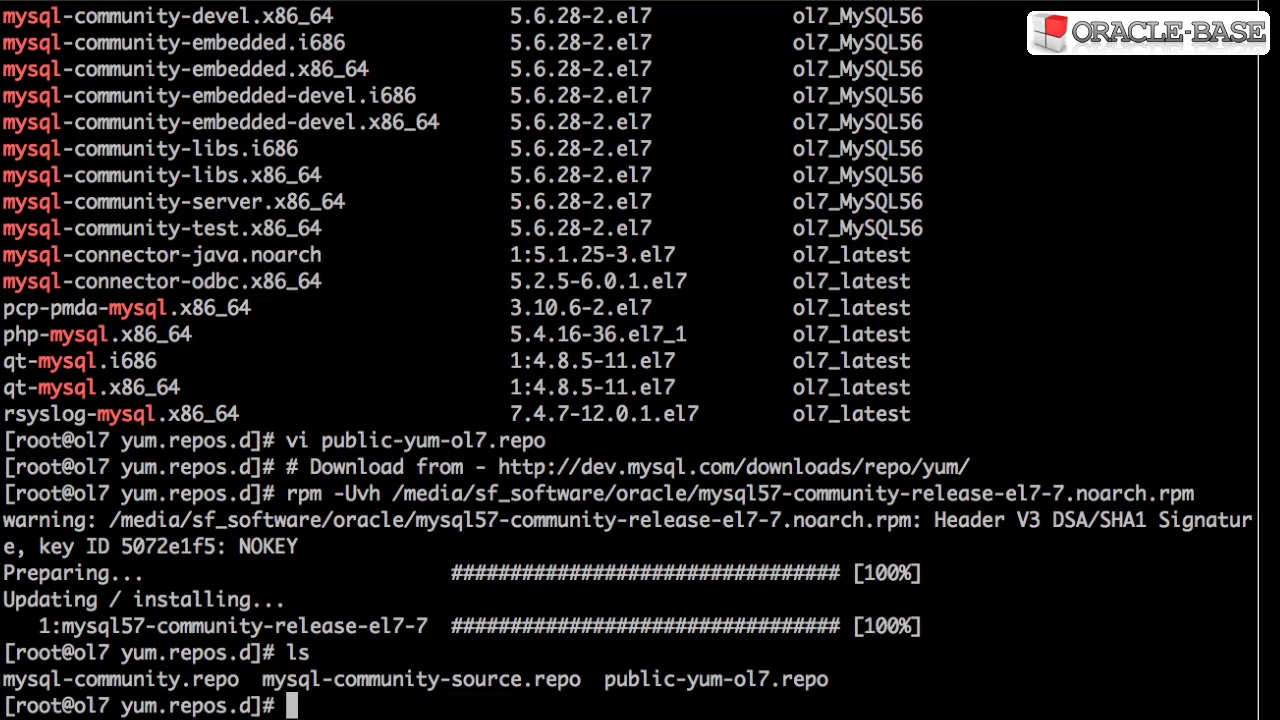 mysql-community-devel.x86_64 5.6.28-2.el7 ol7_MySQL56
ORACLE-BASE
mysql-community-embedded.i686 5.6.28-2.el7 ol7_MySQL56
mysql-community-embedded.x86_64 5.6.28-2.el7 ol7_MySQL56
mysql-community-embedded-devel.i686 5.6.28-2.el7 ol7_MySQL56
mysql-community-embedded-devel.x86_64 5.6.28-2.el7 ol7_MySQL56
mysql-community-libs.i686 5.6.28-2.el7 ol7_MySQL56
mysql-community-libs.x86_64 5.6.28-2.el7 ol7_MySQL56
mysql-community-server.x86_64 5.6.28-2.el7 ol7_MySQL56
mysql-community-test.x86_64 5.6.28-2.el7 ol7_MySQL56
mysql-connector-java.noarch 1:5.1.25-3.el7 ol7_latest
mysql-connector-odbc.x86_64 5.2.5-6.0.1.el7 ol7_latest
pcp-pmda-mysql.x86_64 3.10.6-2.el7 ol7_latest
php-mysql.x86_64 5.4.16-36.el7_1 ol7_latest
qt-mysql.i686 1:4.8.5-11.el7 ol7_latest
qt-mysql.x86_64 1:4.8.5-11.el7 ol7_latest
rsyslog-mysql.x86_64 7.4.7-12.0.1.el7 ol7_latest
[root@ol7 yum.repos.d]# vi public-yum-ol7.repo
[root@ol7 yum.repos.d]# # Download from - http://dev.mysql.com/downloads/repo/yum/
[root@ol7 yum.repos.d]# rpm -Uvh /media/sf_software/oracle/mysql57-community-release-el7-7.noarch.rpm
warning: /media/sf_software/oracle/mysql57-community-release-el7-7.noarch.rpm: Header V3 DSA/SHA1 Signatur
e, key ID 5072e1f5: NOKEY
Preparing... ################################# [100%]
Updating / installing...
1:mysql57-community-release-el7-7 ################################# [100%]
[root@ol7 yum.repos.d]# ls
mysql-community.repo mysql-community-source.repo public-yum-ol7.repo
[root@ol7 yum.repos.d]#